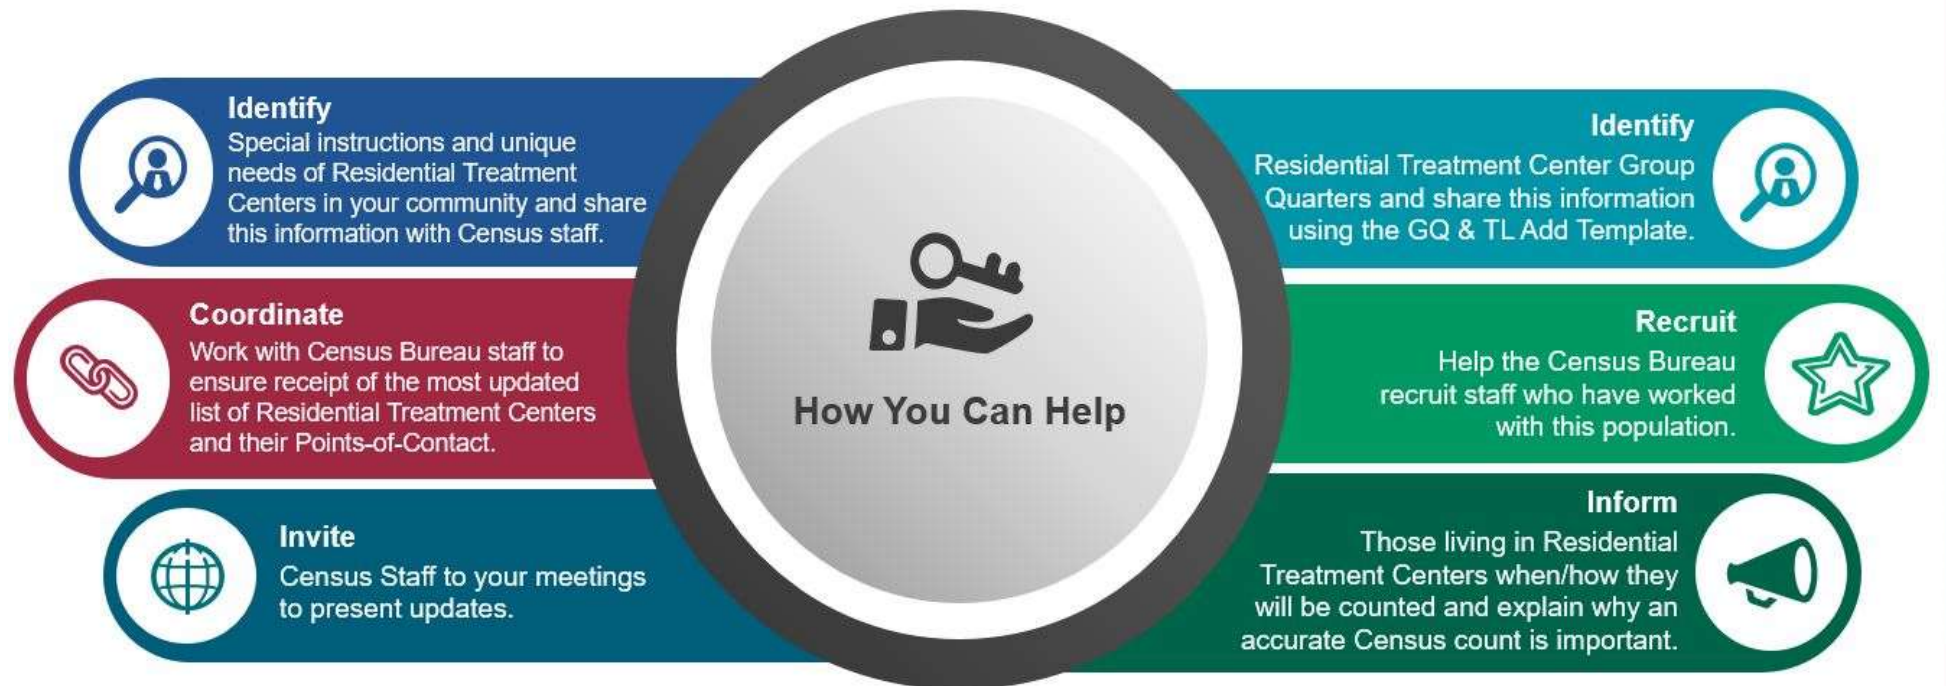 Identify
Special instructions and unique
needs of Residential Treatment
Centers in your community and share
this information with Census staff.
Coordinate
Work with Census Bureau staff to
ensure receipt of the most updated
list of Residential Treatment Centers
and their Points-of-Contact.
Invite
Census Staff to your meetings
to present updates.
How You Can Help
Identify
Residential Treatment Center Group
Quarters and share this information
using the GQ & TL Add Template.
Recruit
Help the Census Bureau
recruit staff who have worked
with this population.
Inform
Those living in Residential
Treatment Centers when/how they
will be counted and explain why an
accurate Census count is important.